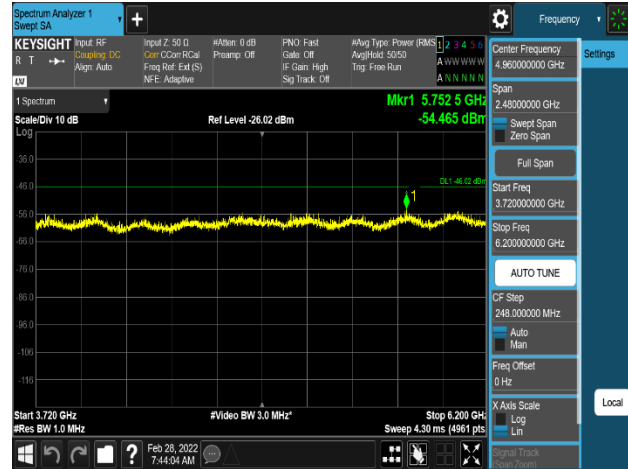 Spectrum Analyzer 1
Swept SA
Frequency
KEYSIGHT
R T
Input: RF
Coupling: DC
Align: Auto
Input Z: 50 Ω
Corr CCorr RCal
Freq Ref: Ext (S)
NFE: Adaptive
#Atten: 0 dB
Preamp: Off
PNO: Fast
Gate: Off
IF Gain: High
Sig Track: Off
#Avg Type: Power (RMS
Avg|Hold: 50/50
Trig: Free Run
1 2 3 4 5 6
A W W W W W
A N N N N N
1 Spectrum
Scale/Div 10 dB
Log
Ref Level -26.02 dBm
Mkr1 5.752 5 GHz
-54.465 dBm
-36.0
-46.0
-56.0
-66.0
-76.0
-86.0
-96.0
-106
-116
DL1 -46.02 dBm
1
Start 3.720 GHz
#Res BW 1.0 MHz
#Video BW 3.0 MHz*
Stop 6.200 GHz
Sweep 4.30 ms (4961 pts
Feb 28, 2022
7:44:04 AM
Center Frequency
4.960000000 GHz
Span
2.48000000 GHz
Swept Span
Zero Span
Full Span
Start Freq
3.720000000 GHz
Stop Freq
6.200000000 GHz
AUTO TUNE
CF Step
248.000000 MHz
Auto
Man
Freq Offset
0 Hz
X Axis Scale
Log
Lin
Signal Track
(Span Zoom)
Settings
Local